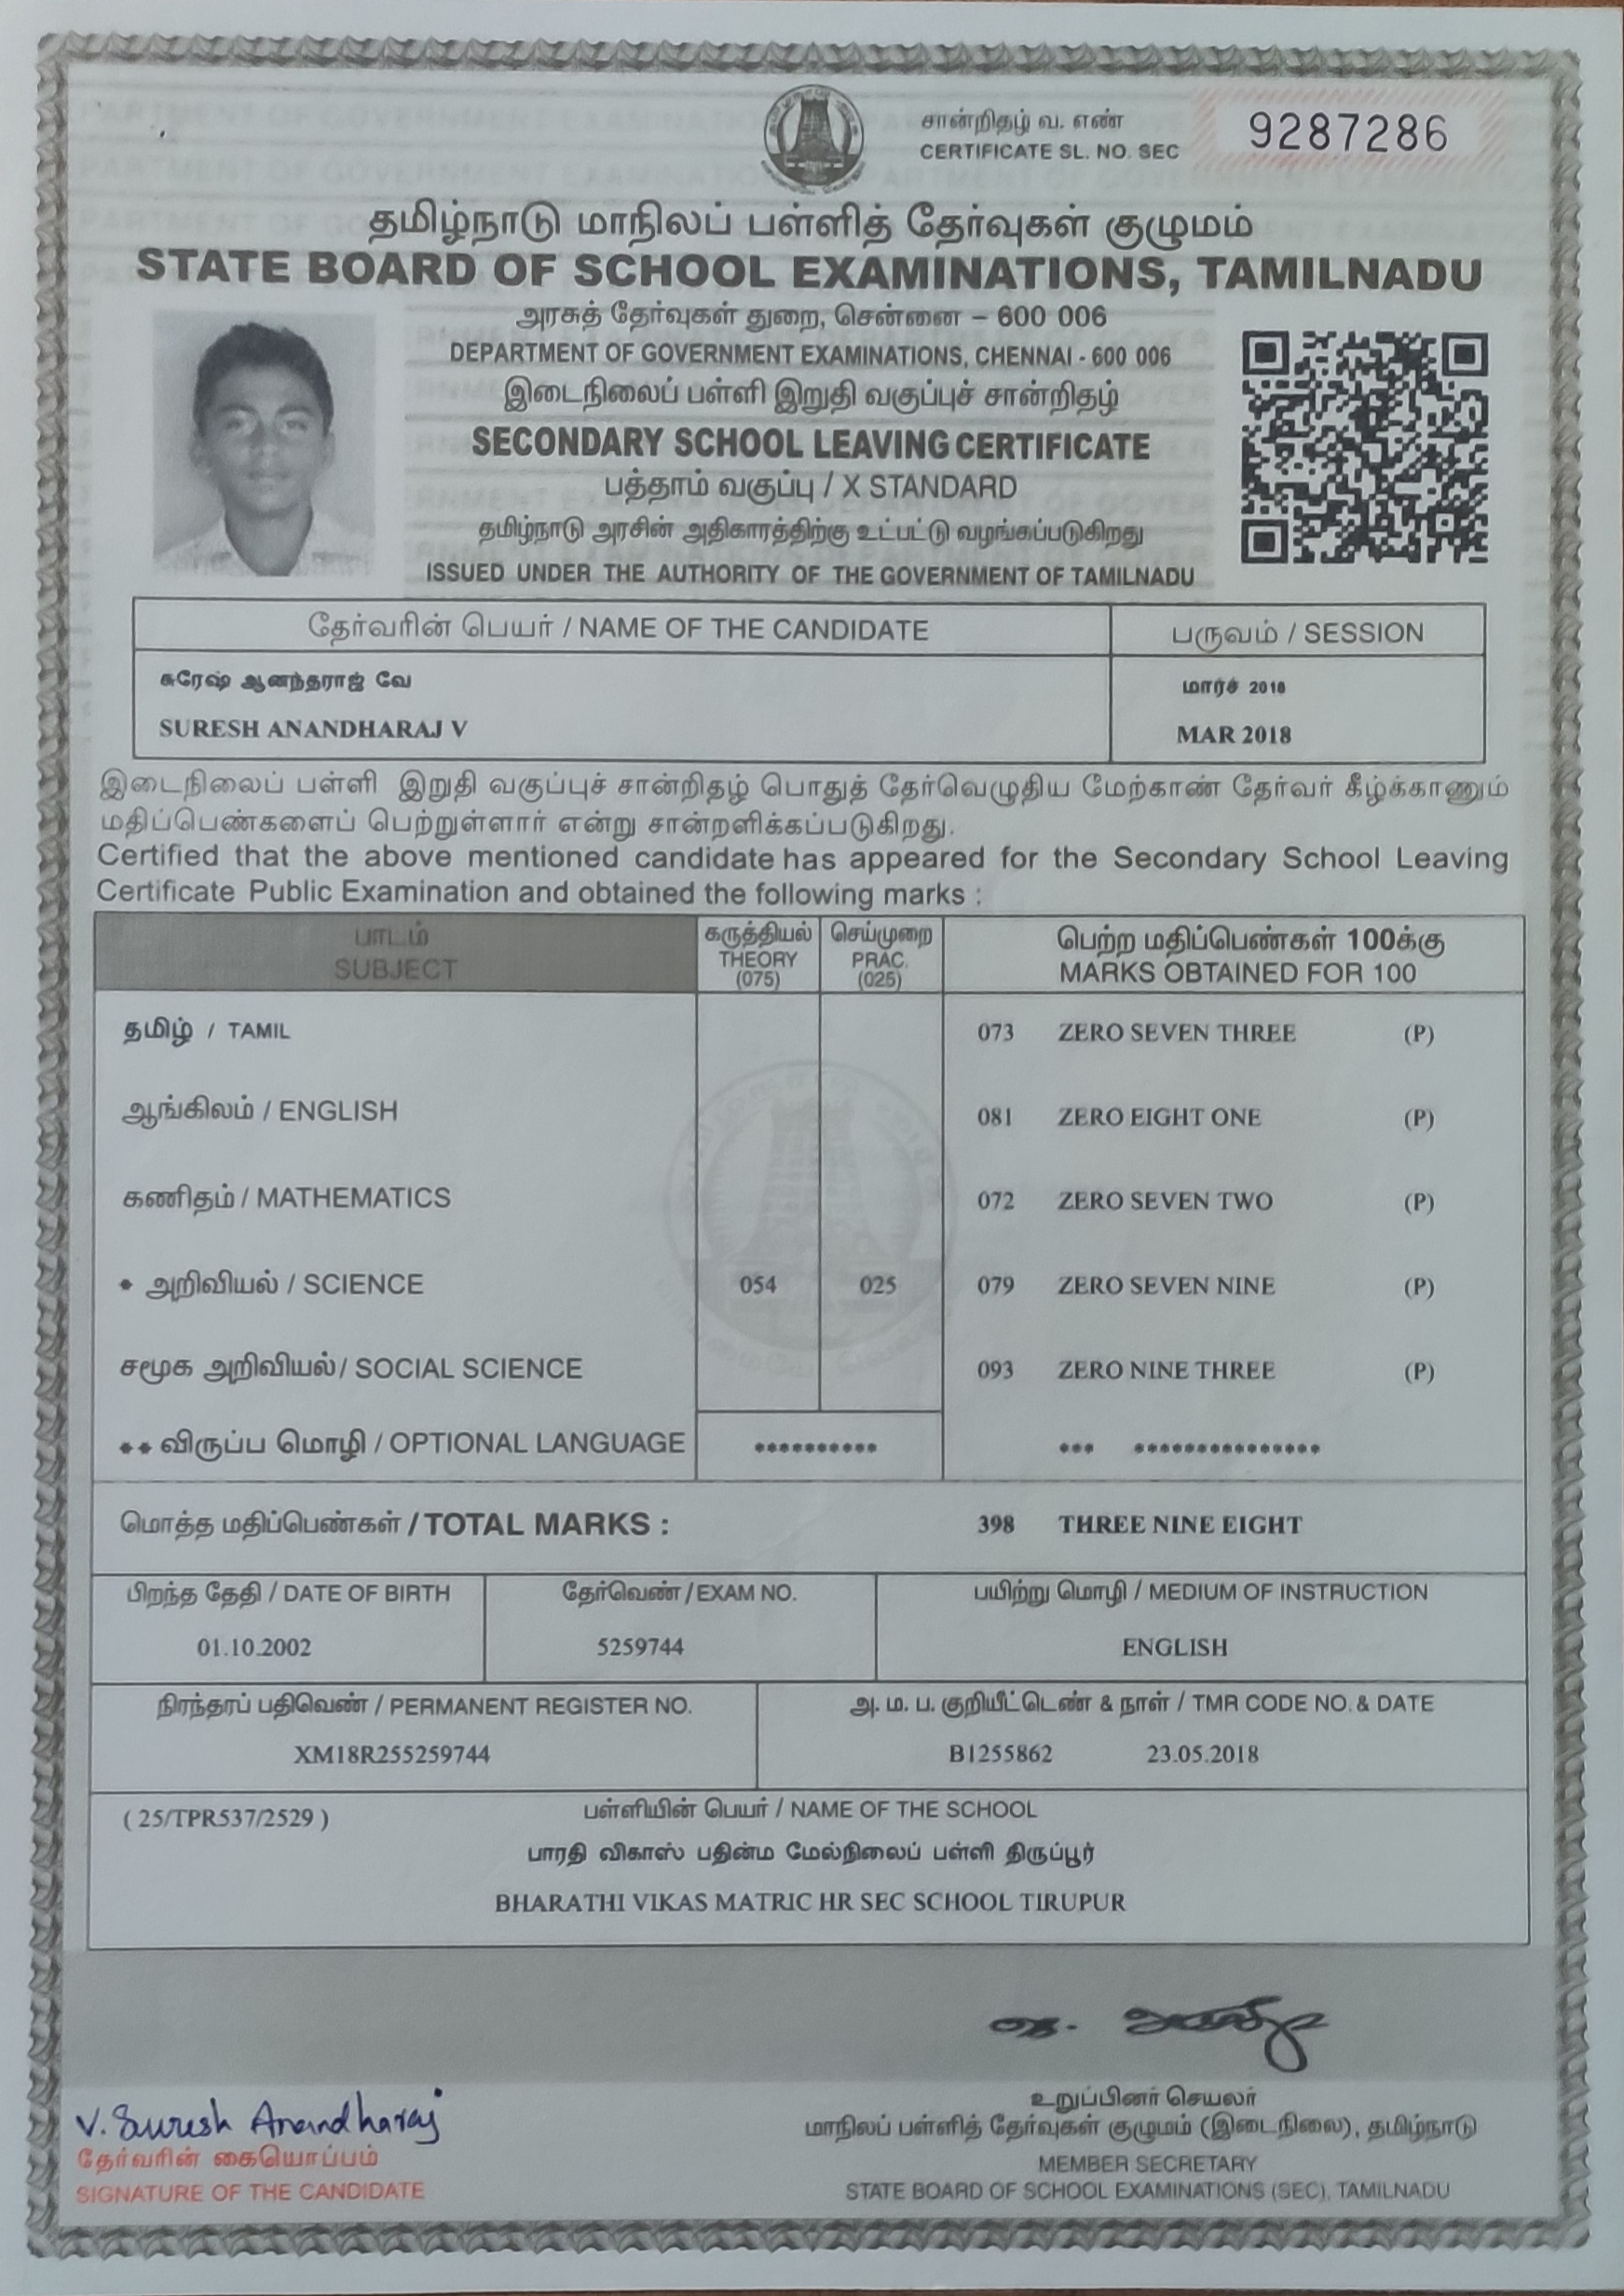 சான்றிதழ் வ. எண்
CERTIFICATE SL. NO. SEC
9287286
தமிழ்நாடு மாநிலப் பள்ளித் தேர்வுகள் குழுமம்
STATE BOARD OF SCHOOL EXAMINATIONS, TAMILNADU
அரசுத் தேர்வுகள் துறை, சென்னை – 600 006
DEPARTMENT OF GOVERNMENT EXAMINATIONS, CHENNAI - 600 006
இடைநிலைப் பள்ளி இறுதி வகுப்புச் சான்றிதழ்
SECONDARY SCHOOL LEAVING CERTIFICATE
பத்தாம் வகுப்பு / X STANDARD
தமிழ்நாடு அரசின் அதிகாரத்திற்கு உட்பட்டு வழங்கப்படுகிறது
ISSUED UNDER THE AUTHORITY OF THE GOVERNMENT OF TAMILNADU
தேர்வரின் பெயர் / NAME OF THE CANDIDATE பருவம் / SESSION
சுரேஷ் ஆனந்தராஜ் வே மார்ச் 2018
SURESH ANANDHARAJ V MAR 2018
இடைநிலைப் பள்ளி இறுதி வகுப்புச் சான்றிதழ் பொதுத் தேர்வெழுதிய மேற்காண் தேர்வர் கீழ்க்காணும்
மதிப்பெண்களைப் பெற்றுள்ளார் என்று சான்றளிக்கப்படுகிறது.
Certified that the above mentioned candidate has appeared for the Secondary School Leaving
Certificate Public Examination and obtained the following marks :
பாடம் கருத்தியல் செய்முறை பெற்ற மதிப்பெண்கள் 100க்கு
SUBJECT THEORY PRAC. MARKS OBTAINED FOR 100
(075) (025)
தமிழ் / TAMIL 073 ZERO SEVEN THREE (P)
ஆங்கிலம் / ENGLISH 081 ZERO EIGHT ONE (P)
கணிதம் / MATHEMATICS 072 ZERO SEVEN TWO (P)
* அறிவியல் / SCIENCE 054 025 079 ZERO SEVEN NINE (P)
சமூக அறிவியல் / SOCIAL SCIENCE 093 ZERO NINE THREE (P)
** விருப்ப மொழி / OPTIONAL LANGUAGE ********** *** ***************
மொத்த மதிப்பெண்கள் / TOTAL MARKS : 398 THREE NINE EIGHT
பிறந்த தேதி / DATE OF BIRTH தேர்வெண் / EXAM NO. பயிற்று மொழி / MEDIUM OF INSTRUCTION
01.10.2002 5259744 ENGLISH
நிரந்தரப் பதிவெண் / PERMANENT REGISTER NO. அ. ம. ப. குறியீட்டெண் & நாள் / TMR CODE NO. & DATE
XM18R255259744 B1255862 23.05.2018
( 25/TPR537/2529 ) பள்ளியின் பெயர் / NAME OF THE SCHOOL
பாரதி விகாஸ் பதின்ம மேல்நிலைப் பள்ளி திருப்பூர்
BHARATHI VIKAS MATRIC HR SEC SCHOOL TIRUPUR
V. Suresh Anandharaj
தேர்வரின் கையொப்பம்
SIGNATURE OF THE CANDIDATE
உறுப்பினர் செயலர்
மாநிலப் பள்ளித் தேர்வுகள் குழுமம் (இடைநிலை), தமிழ்நாடு
MEMBER SECRETARY
STATE BOARD OF SCHOOL EXAMINATIONS (SEC), TAMILNADU